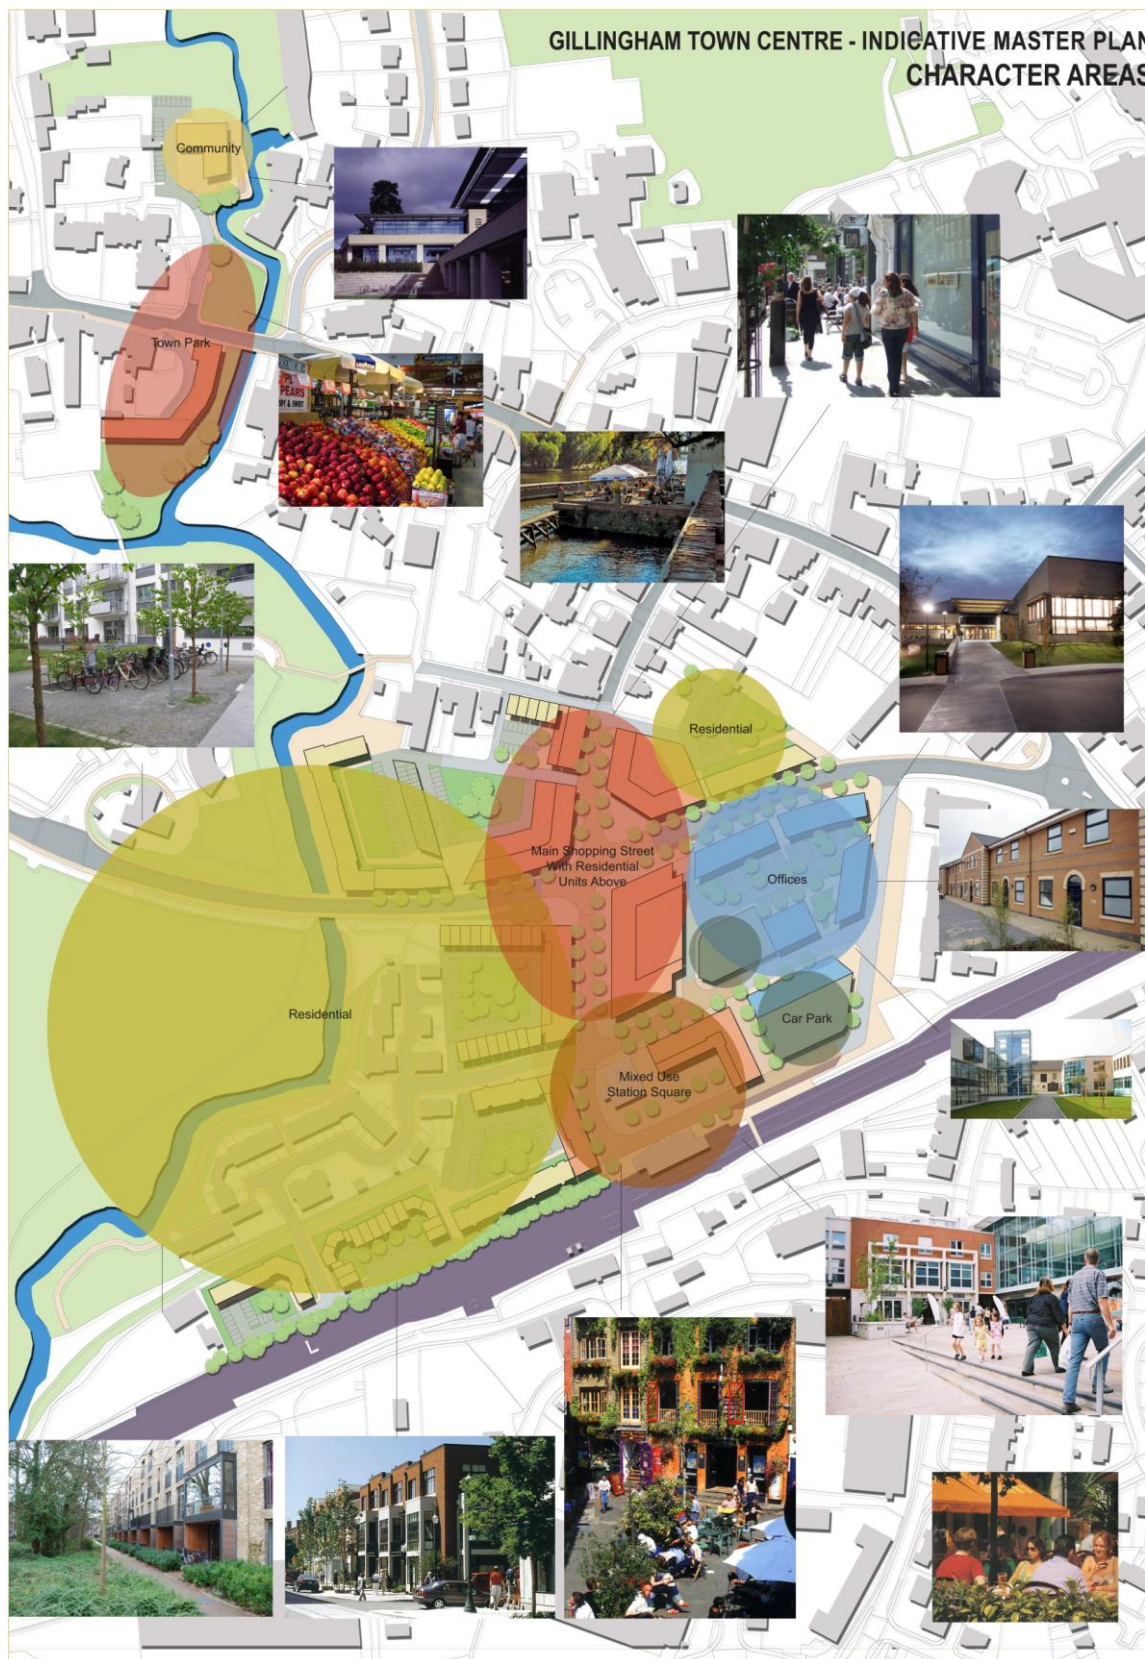 GILLINGHAM TOWN CENTRE - INDICATIVE MASTER PLAN
CHARACTER AREAS
Community
Town Park
PEARS
Residential
Main Shopping Street
With Residential
Units Above
Offices
Residential
Car Park
Mixed Use
Station Square